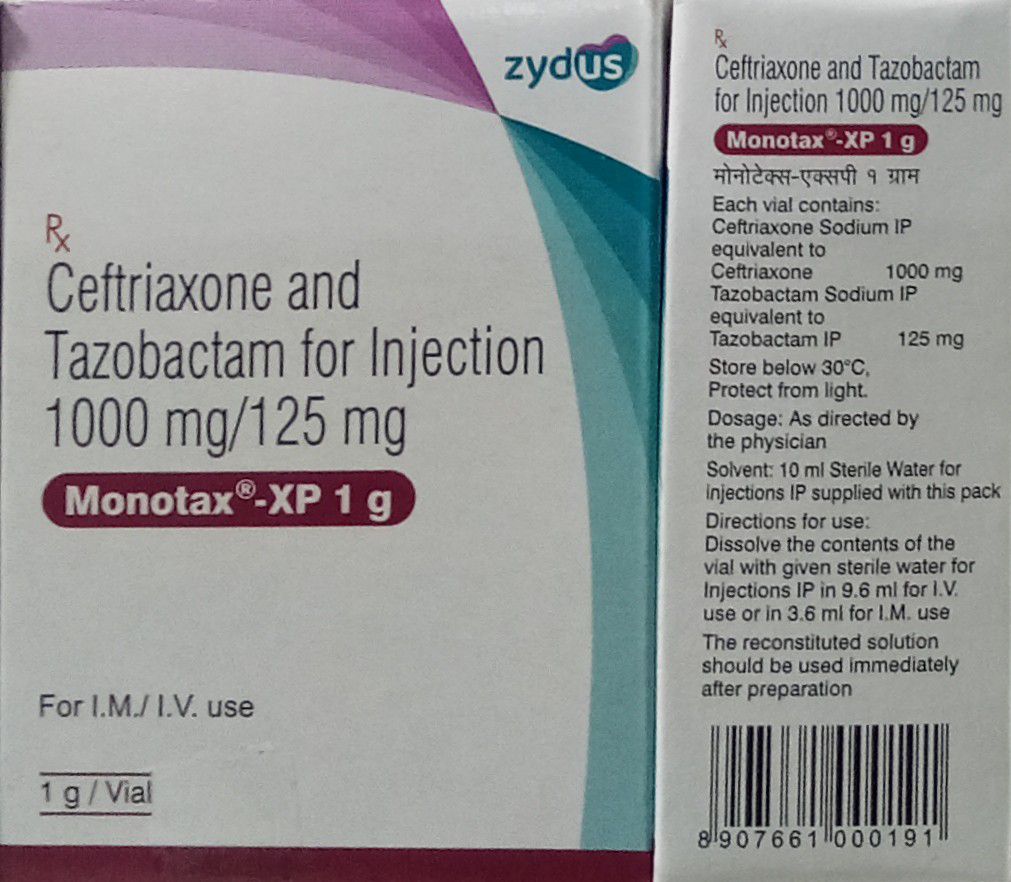 zydus
Rx
Ceftriaxone and
Tazobactam for Injection
1000 mg/125 mg
Monotax®-XP 1 g
For I.M./ I.V. use
1 g / Vial
Rx
Ceftriaxone and Tazobactam
for Injection 1000 mg/125 mg
Monotax®-XP 1 g
मोनोटेक्स-एक्सपी १ ग्राम
Each vial contains:
Ceftriaxone Sodium IP
equivalent to
Ceftriaxone 1000 mg
Tazobactam Sodium IP
equivalent to
Tazobactam IP 125 mg
Store below 30°C,
Protect from light.
Dosage: As directed by
the physician
Solvent: 10 ml Sterile Water for
Injections IP supplied with this pack
Directions for use:
Dissolve the contents of the
vial with given sterile water for
Injections IP in 9.6 ml for I.V.
use or in 3.6 ml for I.M. use
The reconstituted solution
should be used immediately
after preparation
8 907661 000191